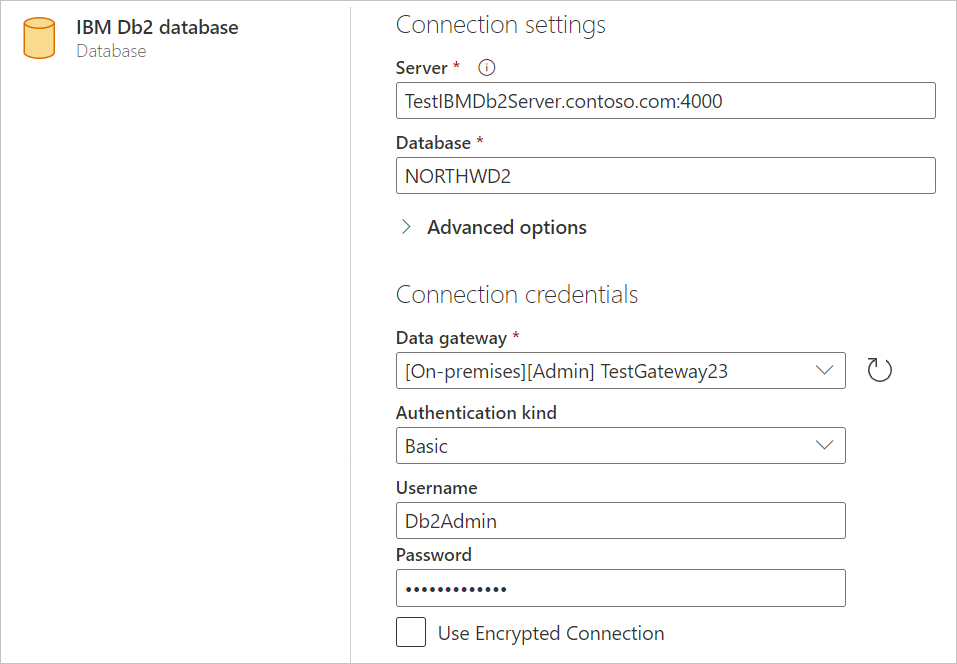 IBM Db2 database
Database
Connection settings
Server *
TestIBMDb2Server.contoso.com:4000
Database *
NORTHWD2
Advanced options
Connection credentials
Data gateway *
[On-premises][Admin] TestGateway23
Authentication kind
Basic
Username
Db2Admin
Password
•••••••••••••
Use Encrypted Connection